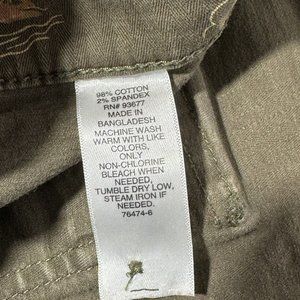 98% COTTON
2% SPANDEX
RN# 93677
MADE IN
BANGLADESH
MACHINE WASH
WARM WITH LIKE
COLORS,
ONLY
NON-CHLORINE
BLEACH WHEN
NEEDED,
TUMBLE DRY LOW,
STEAM IRON IF
NEEDED.
76474-6